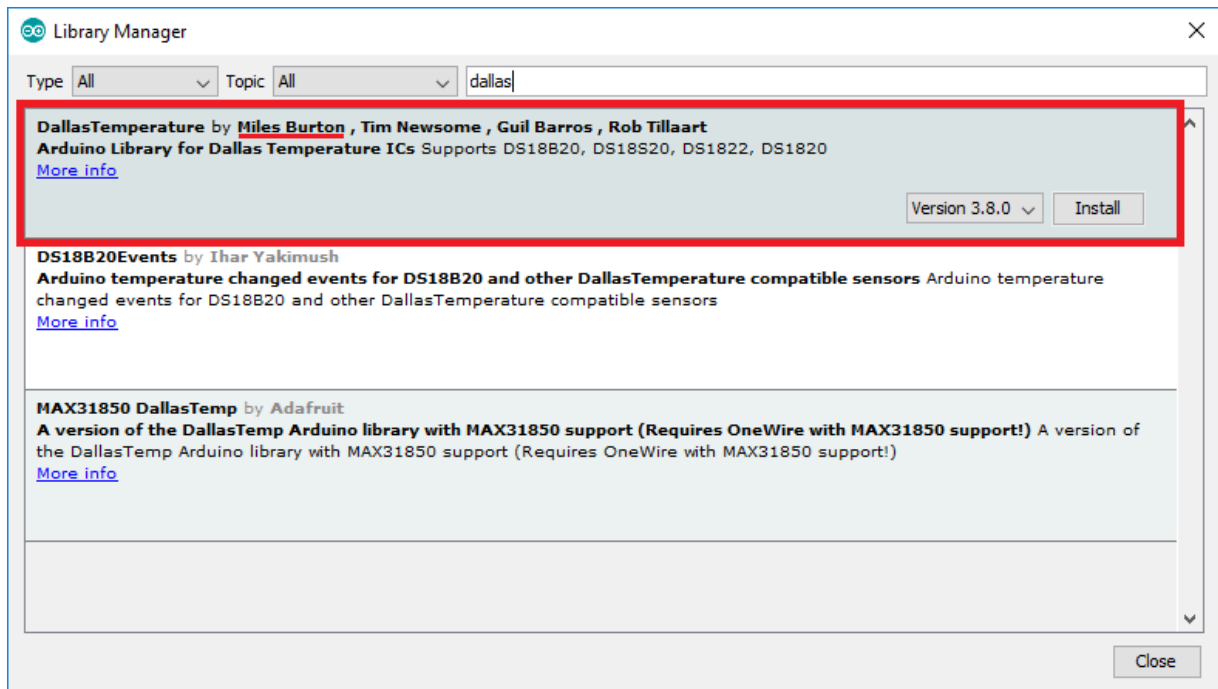 Library Manager
Type All Topic All dallas
DallasTemperature by Miles Burton , Tim Newsome , Guil Barros , Rob Tillaart
Arduino Library for Dallas Temperature ICs Supports DS18B20, DS18S20, DS1822, DS1820
More info
Version 3.8.0 Install
DS18B20Events by Ihar Yakimush
Arduino temperature changed events for DS18B20 and other DallasTemperature compatible sensors Arduino temperature
changed events for DS18B20 and other DallasTemperature compatible sensors
More info
MAX31850 DallasTemp by Adafruit
A version of the DallasTemp Arduino library with MAX31850 support (Requires OneWire with MAX31850 support!) A version of
the DallasTemp Arduino library with MAX31850 support (Requires OneWire with MAX31850 support!)
More info
Close